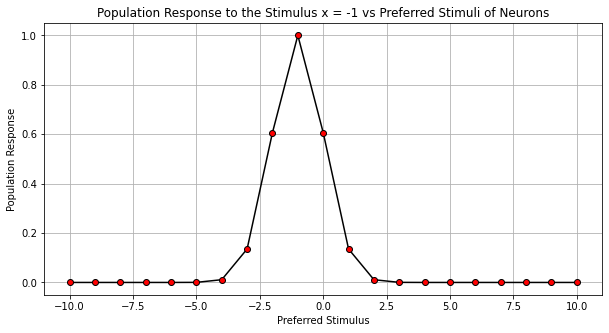 Population Response to the Stimulus x = -1 vs Preferred Stimuli of Neurons
1.0
0.8
0.6
0.4
0.2
0.0
Population Response
−10.0 −7.5 −5.0 −2.5 0.0 2.5 5.0 7.5 10.0
Preferred Stimulus